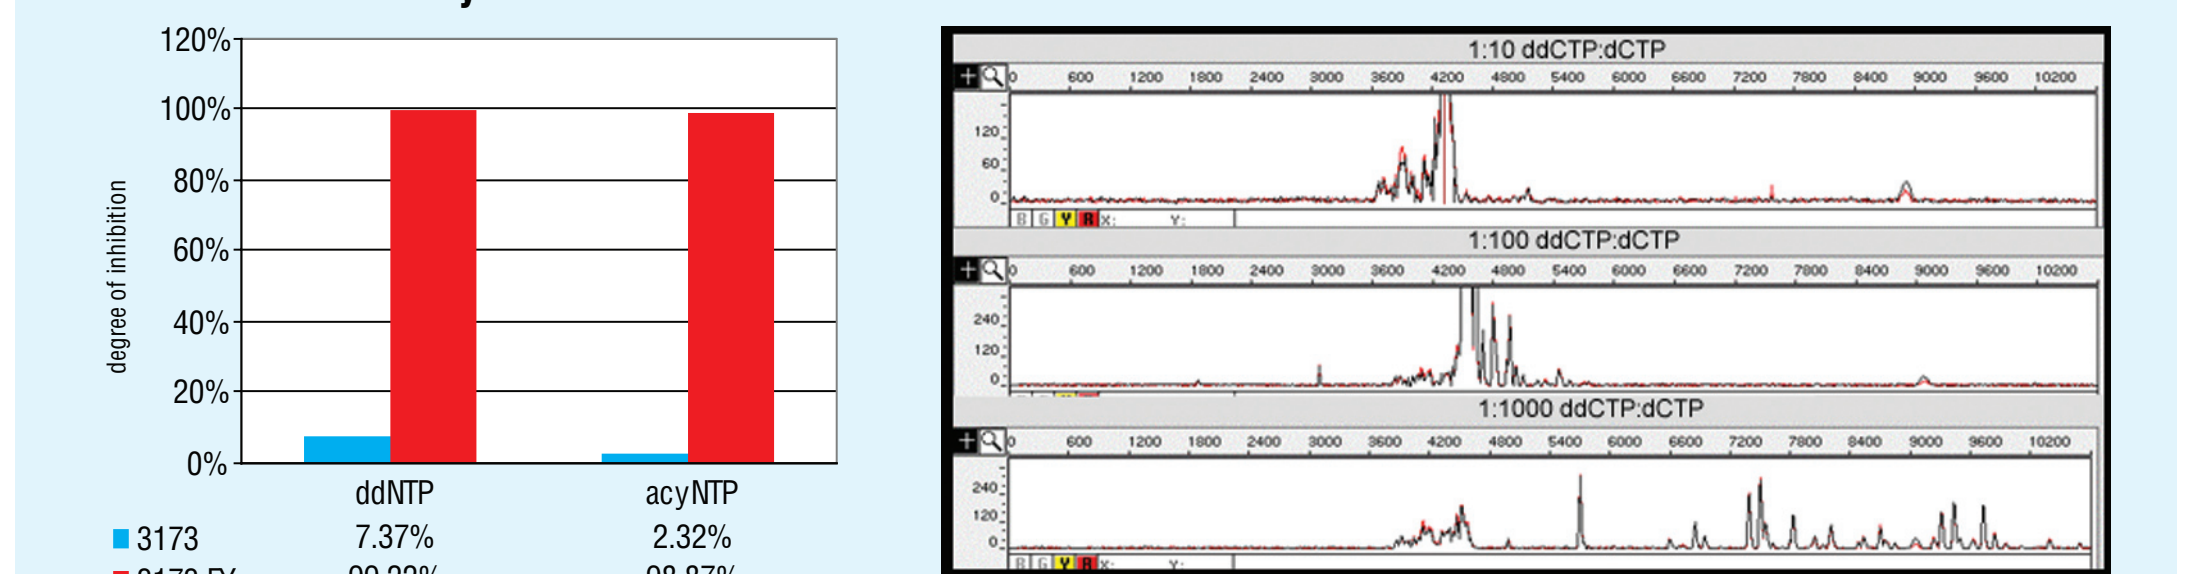 120%
100%
80%
60%
40%
20%
0%
degree of inhibition
ddNTP acyNTP
3173 7.37% 2.32%
1:10 ddCTP:dCTP
0 600 1200 1800 2400 3000 3600 4200 4800 5400 6000 6600 7200 7800 8400 9000 9600 10200
120
60
0
B G Y R X: Y:
1:100 ddCTP:dCTP
0 600 1200 1800 2400 3000 3600 4200 4800 5400 6000 6600 7200 7800 8400 9000 9600 10200
240
120
0
1:1000 ddCTP:dCTP
0 600 1200 1800 2400 3000 3600 4200 4800 5400 6000 6600 7200 7800 8400 9000 9600 10200
240
120
0
B G Y R X: Y: